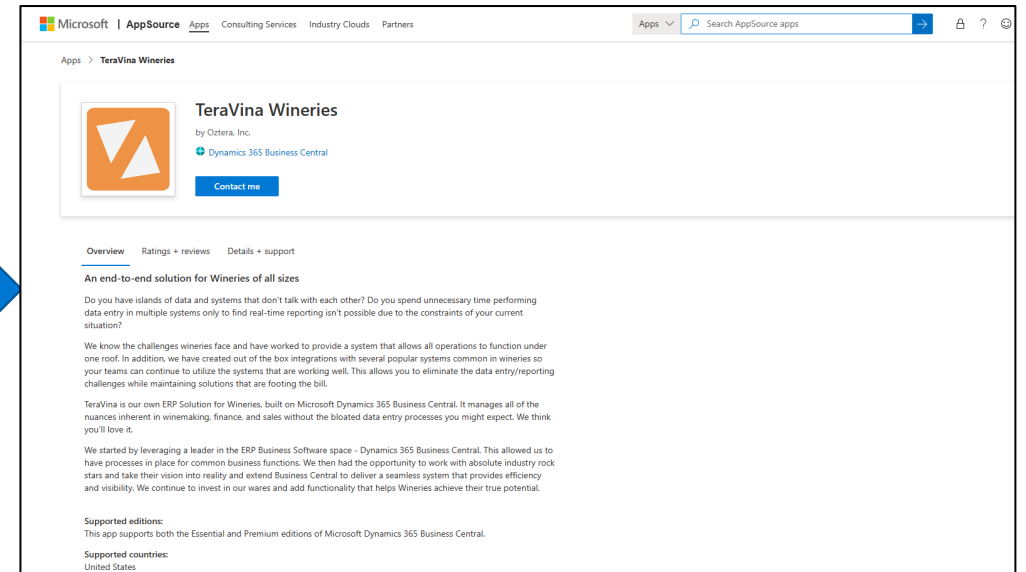 Microsoft | AppSource Apps Consulting Services Industry Clouds Partners Apps Search AppSource apps
Apps > TeraVina Wineries
TeraVina Wineries
by Oztera, Inc.
Dynamics 365 Business Central
Contact me
Overview Ratings + reviews Details + support
An end-to-end solution for Wineries of all sizes
Do you have islands of data and systems that don't talk with each other? Do you spend unnecessary time performing
data entry in multiple systems only to find real-time reporting isn't possible due to the constraints of your current
situation?
We know the challenges wineries face and have worked to provide a system that allows all operations to function under
one roof. In addition, we have created out of the box integrations with several popular systems common in wineries so
your teams can continue to utilize the systems that are working well. This allows you to eliminate the data entry/reporting
challenges while maintaining solutions that are footing the bill.
TeraVina is our own ERP Solution for Wineries, built on Microsoft Dynamics 365 Business Central. It manages all of the
nuances inherent in winemaking, finance, and sales without the bloated data entry processes you might expect. We think
you'll love it.
We started by leveraging a leader in the ERP Business Software space - Dynamics 365 Business Central. This allowed us to
have processes in place for common business functions. We then had the opportunity to work with absolute industry rock
stars and take their vision into reality and extend Business Central to deliver a seamless system that provides efficiency
and visibility. We continue to invest in our wares and add functionality that helps Wineries achieve their true potential.
Supported editions:
This app supports both the Essential and Premium editions of Microsoft Dynamics 365 Business Central.
Supported countries:
United States